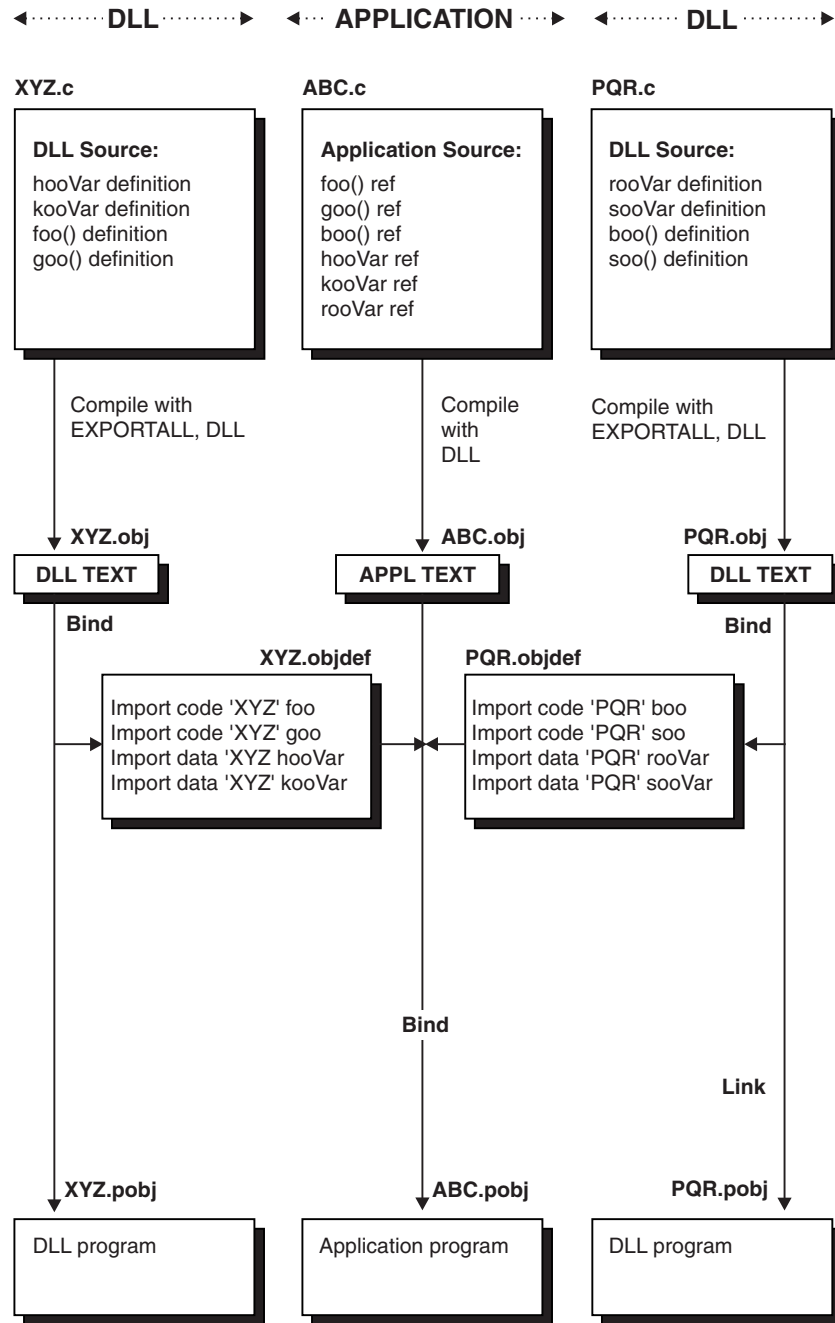 DLL
APPLICATION
DLL
XYZ.c
DLL Source:
hooVar definition
kooVar definition
foo() definition
goo() definition
ABC.c
Application Source:
foo() ref
goo() ref
boo() ref
hooVar ref
kooVar ref
rooVar ref
PQR.c
DLL Source:
rooVar definition
sooVar definition
boo() definition
soo() definition
Compile with
EXPORTALL, DLL
Compile
with
DLL
Compile with
EXPORTALL, DLL
XYZ.obj
DLL TEXT
ABC.obj
APPL TEXT
PQR.obj
DLL TEXT
Bind
Bind
XYZ.objdef
Import code 'XYZ' foo
Import code 'XYZ' goo
Import data 'XYZ hooVar
Import data 'XYZ' kooVar
PQR.objdef
Import code 'PQR' boo
Import code 'PQR' soo
Import data 'PQR' rooVar
Import data 'PQR' sooVar
Bind
Link
XYZ.pobj
DLL program
ABC.pobj
Application program
PQR.pobj
DLL program